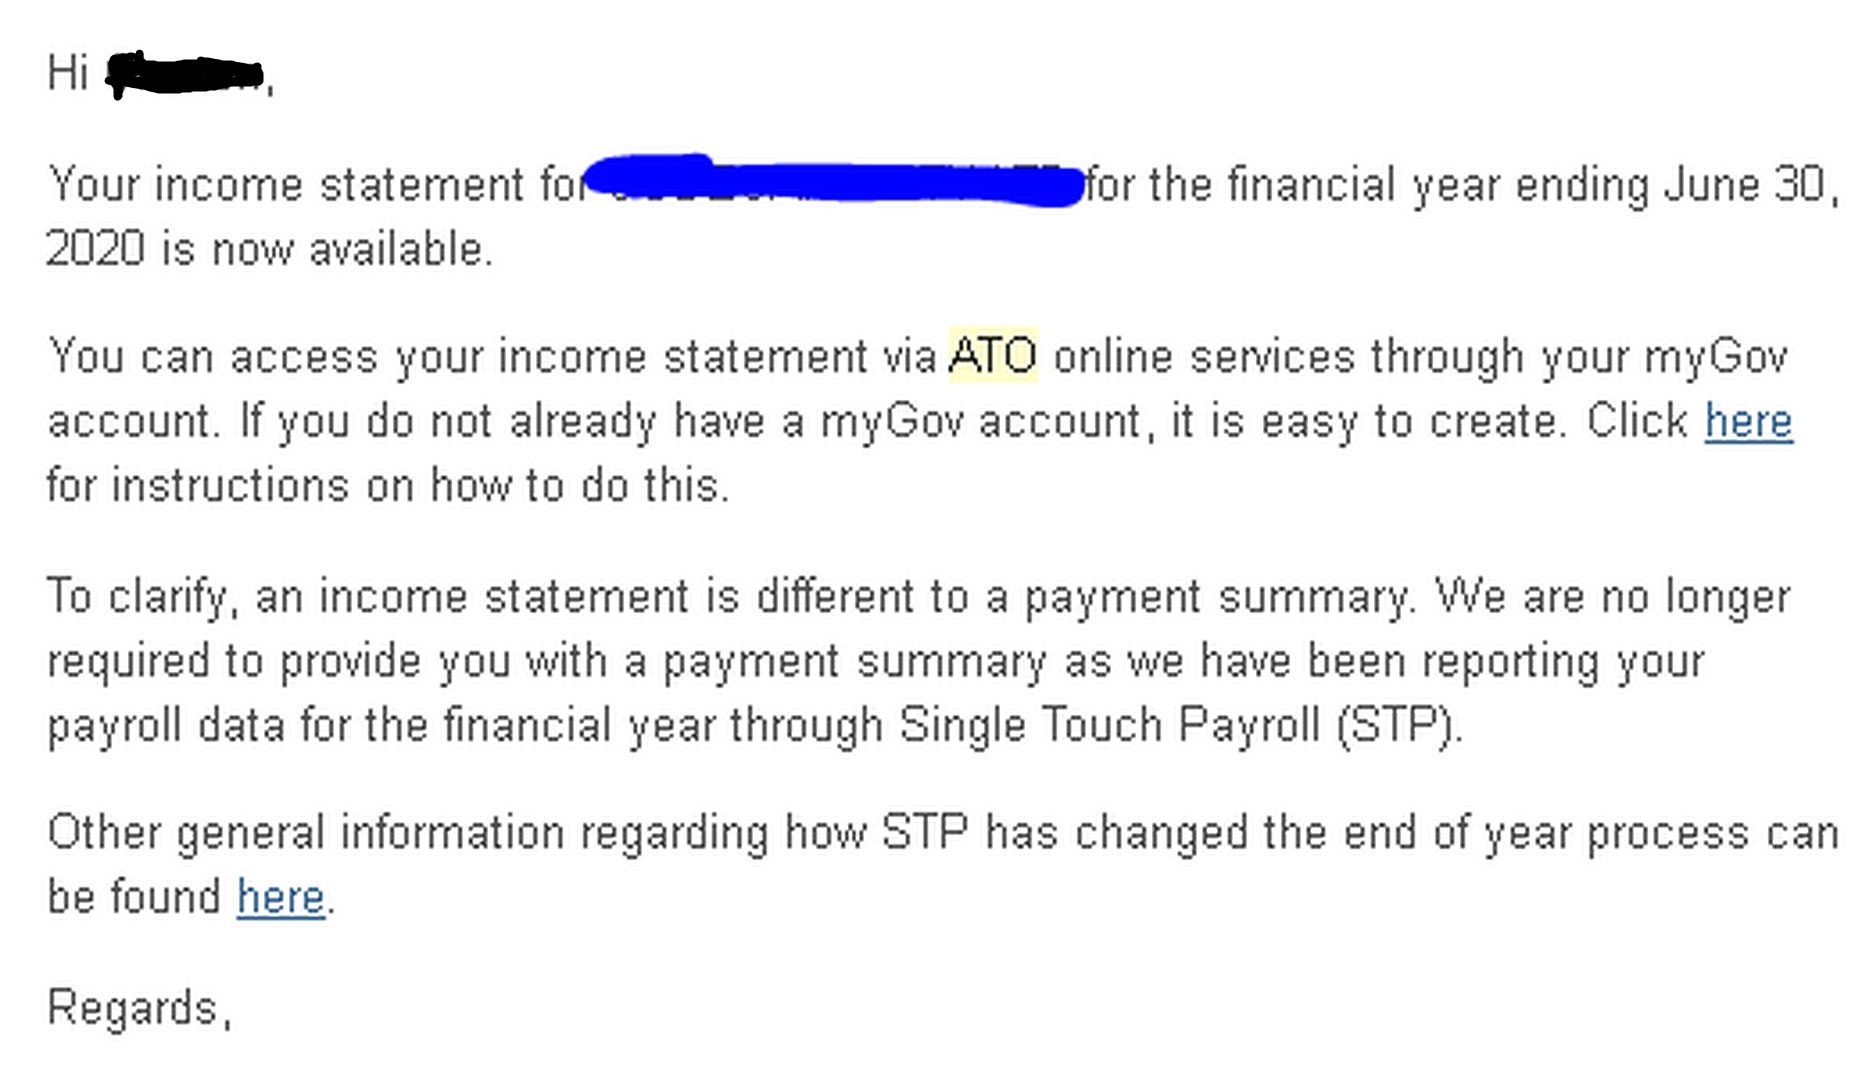 Hi ,
Your income statement for for the financial year ending June 30,
2020 is now available.
You can access your income statement via ATO online services through your myGov
account. If you do not already have a myGov account, it is easy to create. Click here
for instructions on how to do this.
To clarify, an income statement is different to a payment summary. We are no longer
required to provide you with a payment summary as we have been reporting your
payroll data for the financial year through Single Touch Payroll (STP).
Other general information regarding how STP has changed the end of year process can
be found here.
Regards,